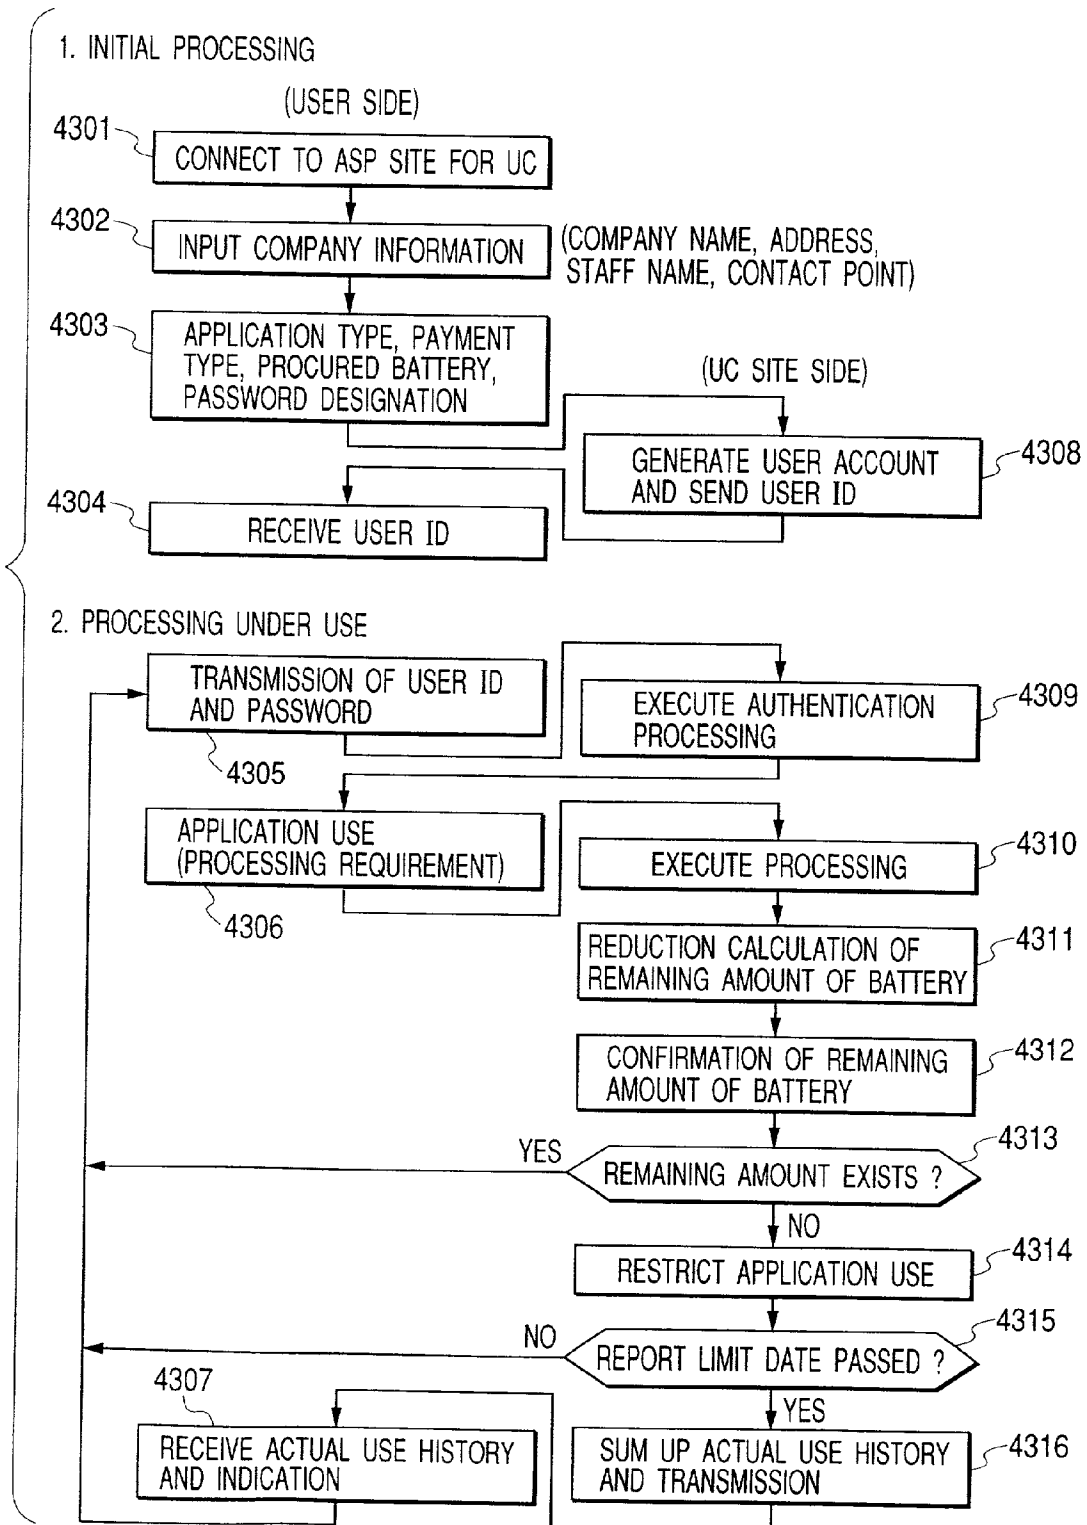 1. INITIAL PROCESSING
(USER SIDE)
4301
CONNECT TO ASP SITE FOR UC
4302
INPUT COMPANY INFORMATION
(COMPANY NAME, ADDRESS,
STAFF NAME, CONTACT POINT)
4303
APPLICATION TYPE, PAYMENT
TYPE, PROCURED BATTERY,
PASSWORD DESIGNATION
(UC SITE SIDE)
GENERATE USER ACCOUNT
AND SEND USER ID
4308
4304
RECEIVE USER ID
2. PROCESSING UNDER USE
TRANSMISSION OF USER ID
AND PASSWORD
4305
EXECUTE AUTHENTICATION
PROCESSING
4309
APPLICATION USE
(PROCESSING REQUIREMENT)
4306
EXECUTE PROCESSING
4310
REDUCTION CALCULATION OF
REMAINING AMOUNT OF BATTERY
4311
CONFIRMATION OF REMAINING
AMOUNT OF BATTERY
4312
YES
REMAINING AMOUNT EXISTS ?
4313
NO
RESTRICT APPLICATION USE
4314
NO
REPORT LIMIT DATE PASSED ?
4315
YES
4307
RECEIVE ACTUAL USE HISTORY
AND INDICATION
SUM UP ACTUAL USE HISTORY
AND TRANSMISSION
4316